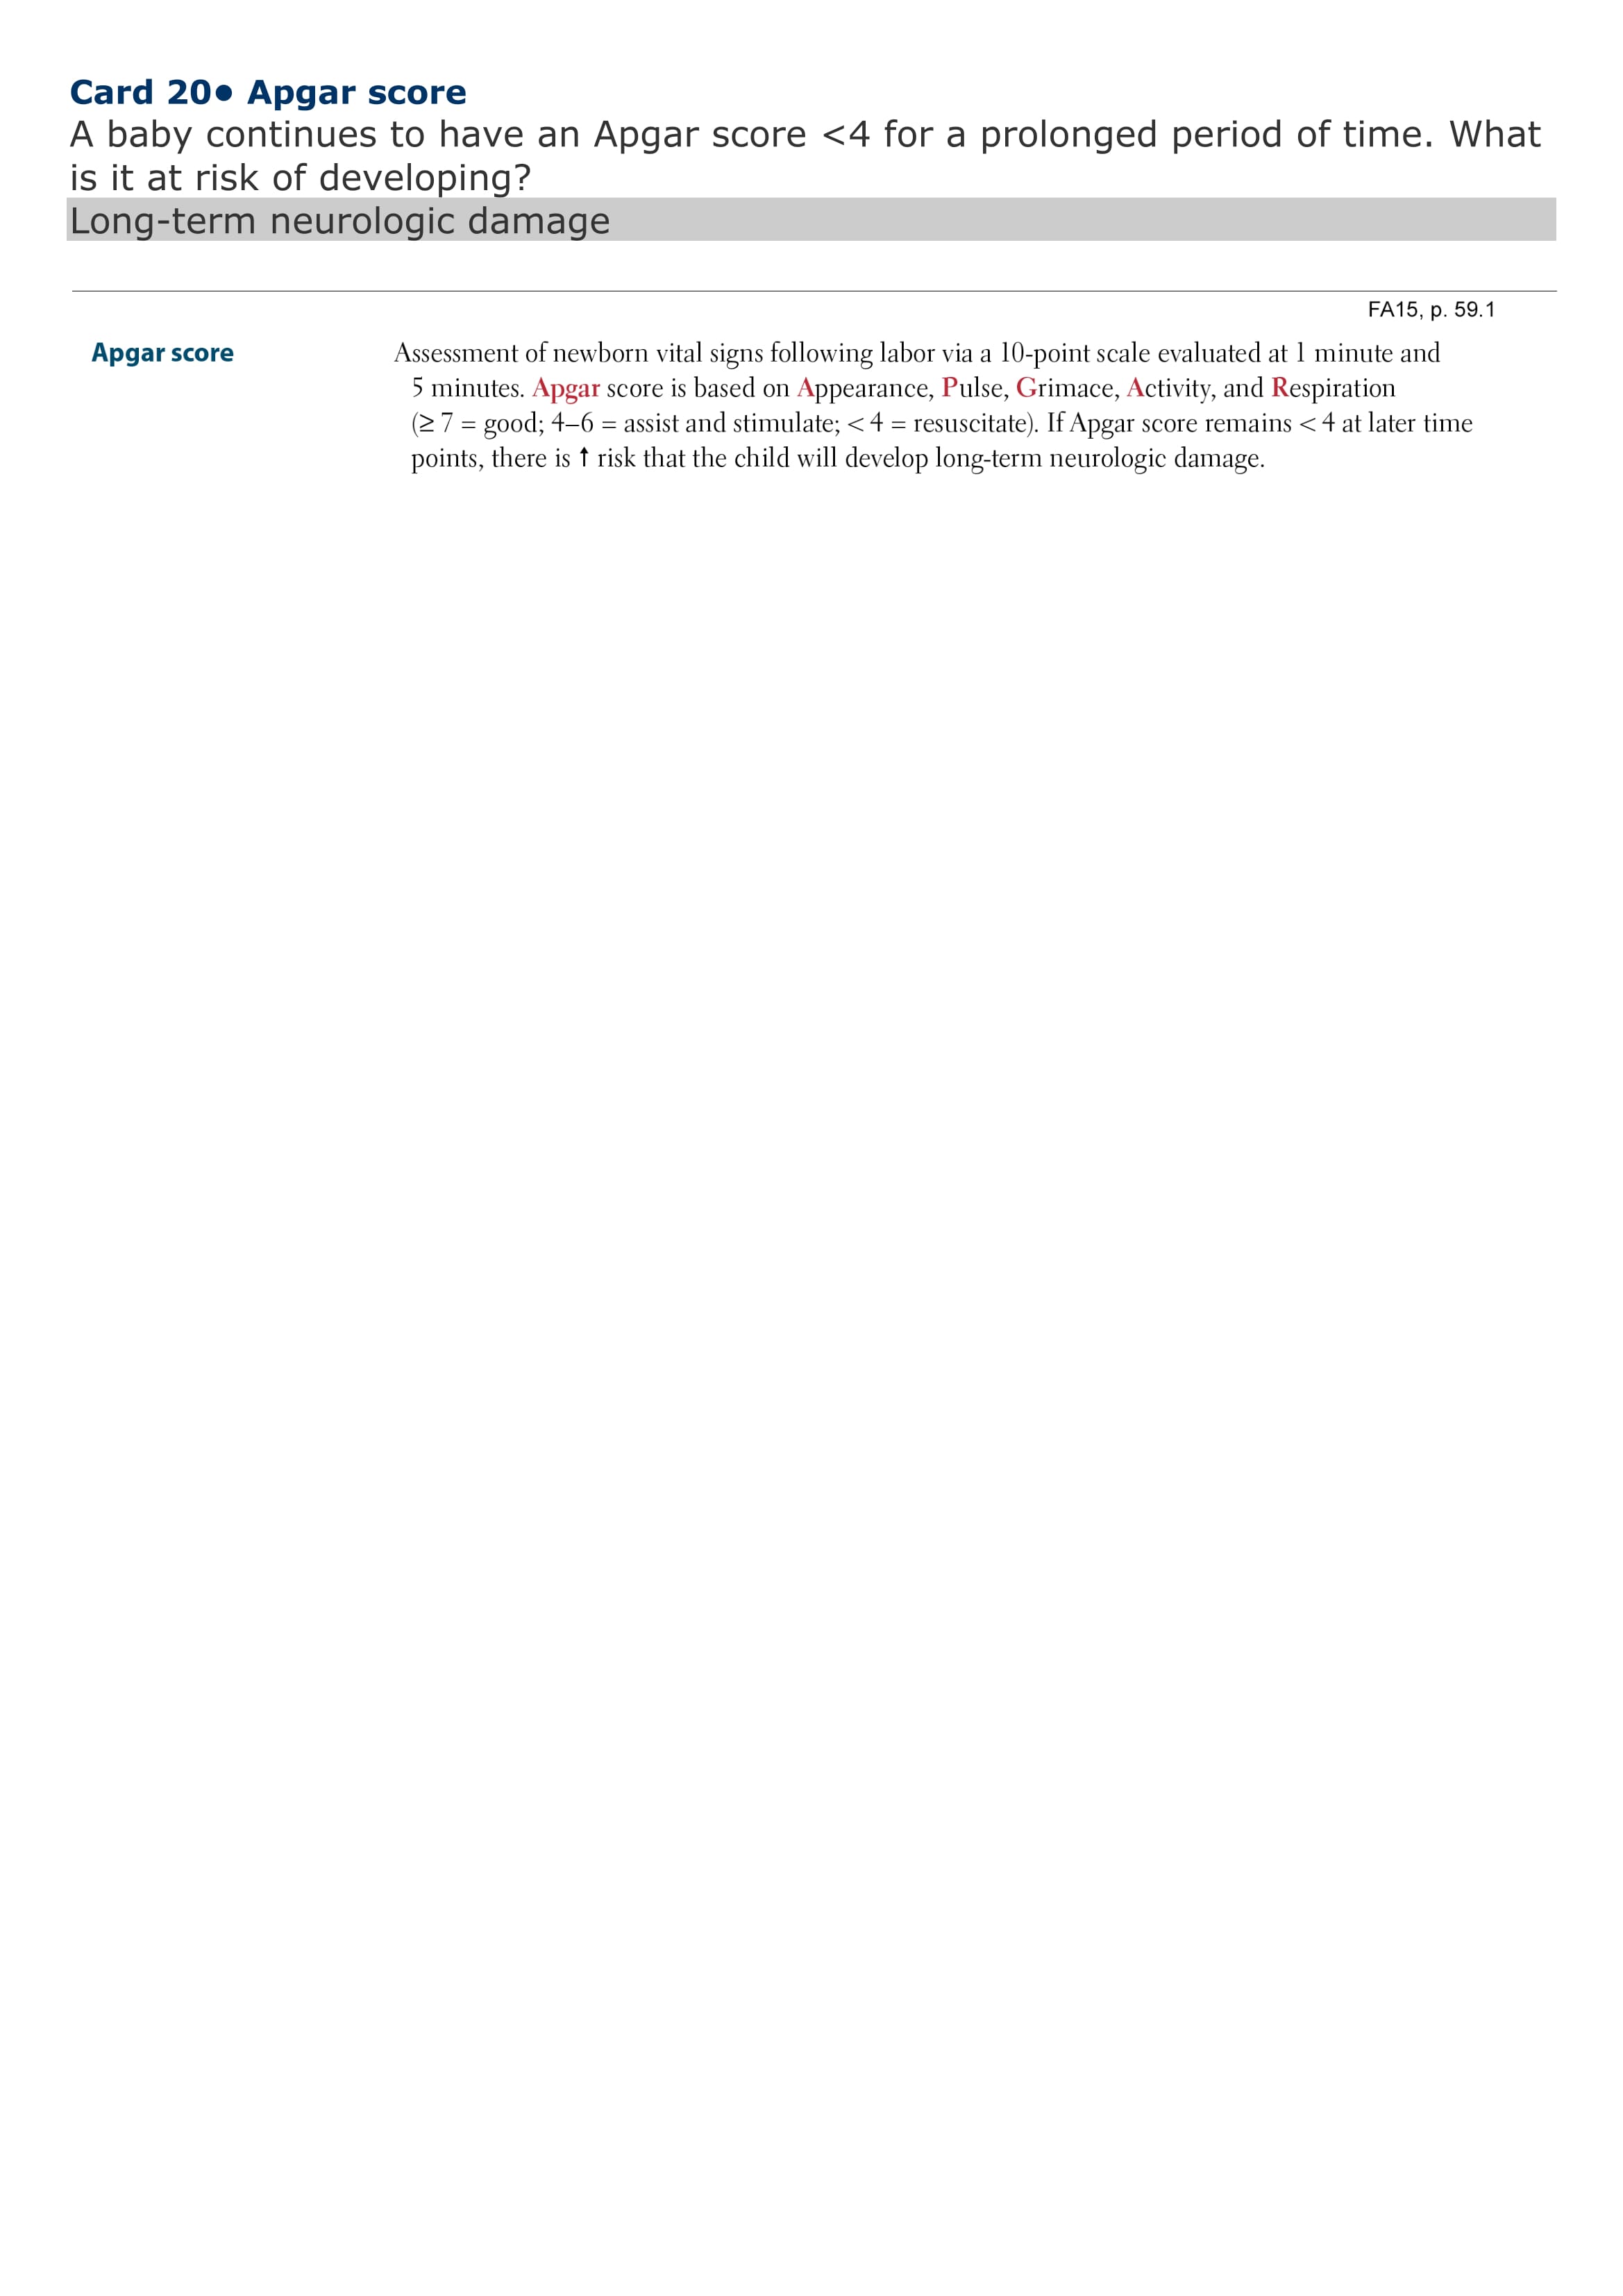 Card 20● Apgar score
A baby continues to have an Apgar score <4 for a prolonged period of time. What
is it at risk of developing?
Long-term neurologic damage
FA15, p. 59.1
Apgar score
Assessment of newborn vital signs following labor via a 10-point scale evaluated at 1 minute and
5 minutes. Apgar score is based on Appearance, Pulse, Grimace, Activity, and Respiration
(≥ 7 = good; 4–6 = assist and stimulate; < 4 = resuscitate). If Apgar score remains < 4 at later time
points, there is ↑ risk that the child will develop long-term neurologic damage.